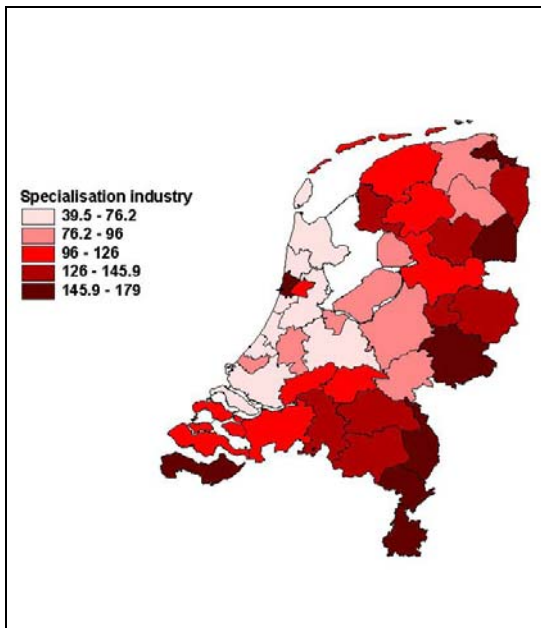 Specialisation industry
39.5 - 76.2
76.2 - 96
96 - 126
126 - 145.9
145.9 - 179